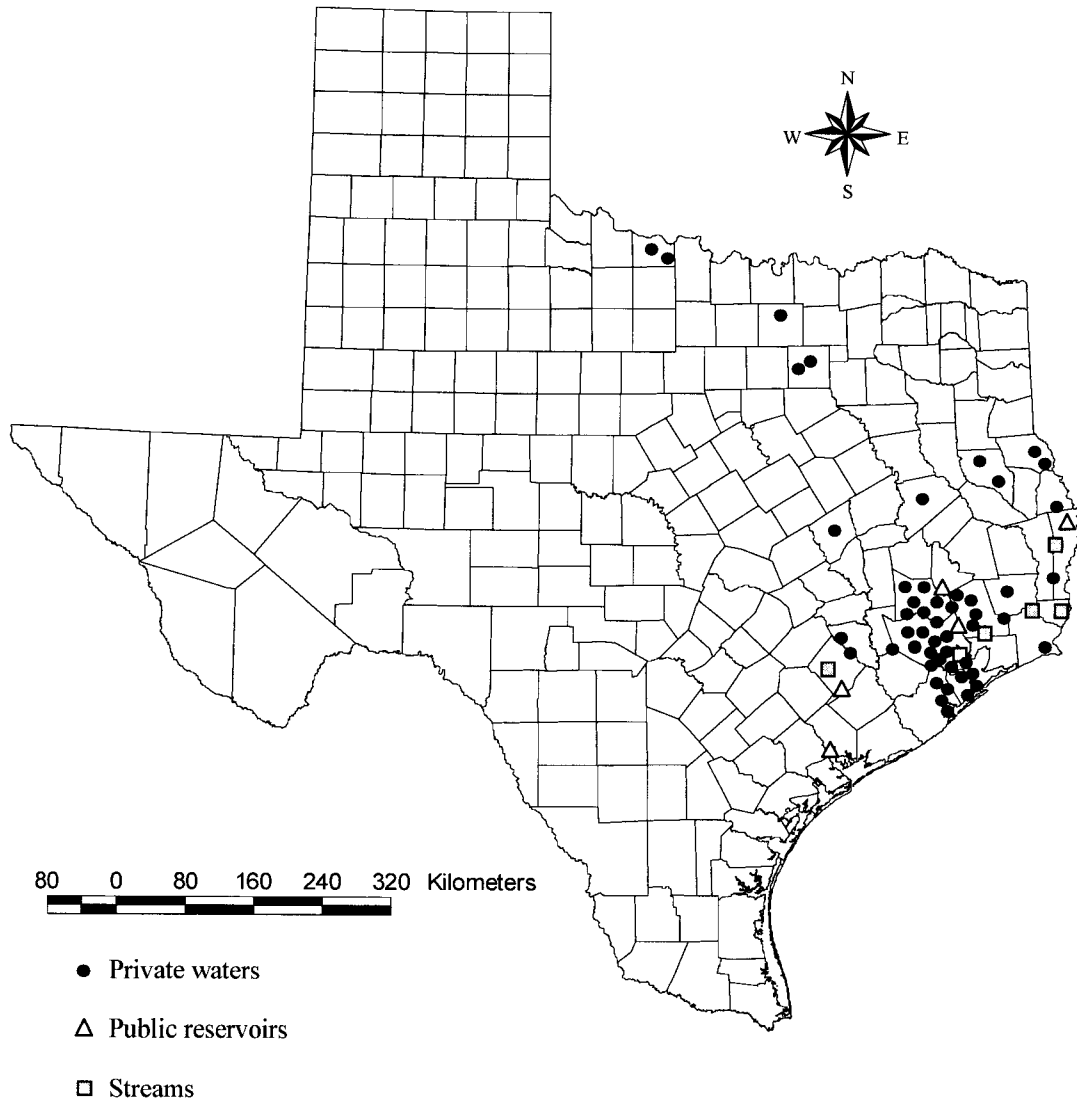 N
W E
S
80 0 80 160 240 320 Kilometers
Private waters
Public reservoirs
Streams